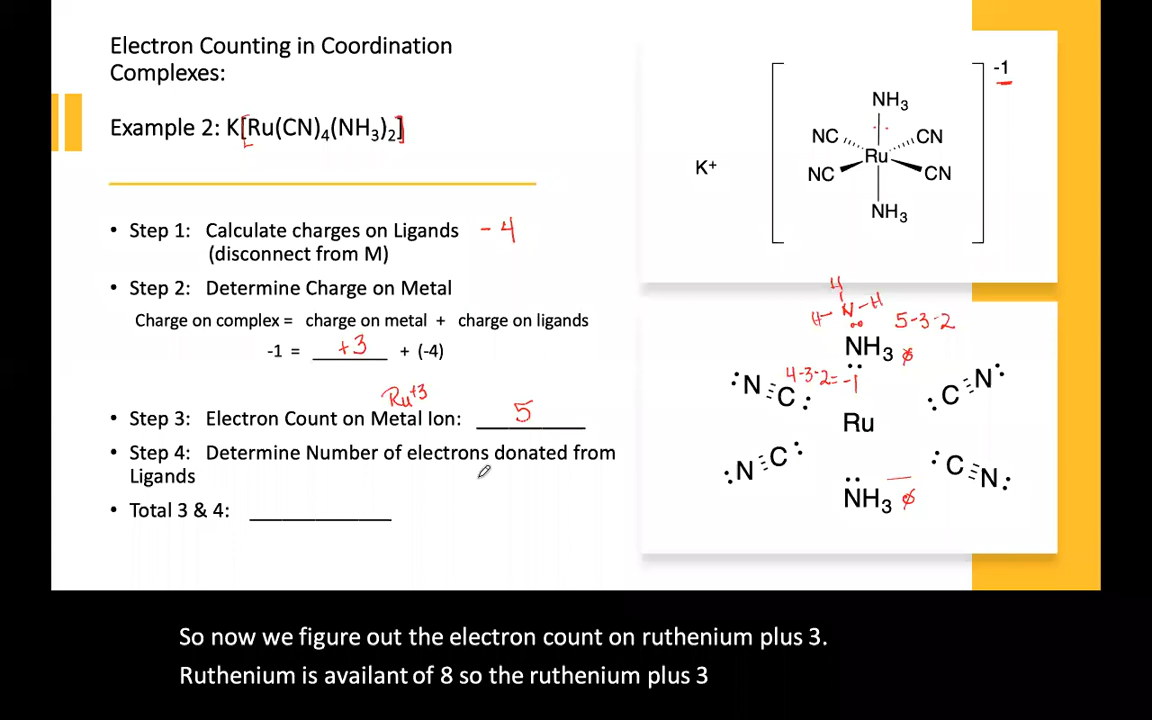 Electron Counting in Coordination
Complexes:
Example 2: K[Ru(CN)₄(NH₃)₂]
• Step 1: Calculate charges on Ligands -4
(disconnect from M)
• Step 2: Determine Charge on Metal
Charge on complex = charge on metal + charge on ligands
-1 = +3 + (-4)
Ru+3
• Step 3: Electron Count on Metal Ion: 5
• Step 4: Determine Number of electrons donated from
Ligands
• Total 3 & 4: ____________
-1
NH₃
NC CN
Ru
K⁺
NC CN
NH₃
H
H-N-H 5-3-2
NH₃ ϕ
:N≡C: 4-3-2=-1 :C≡N:
Ru
:N≡C: :C≡N:
NH₃ ϕ
So now we figure out the electron count on ruthenium plus 3.
Ruthenium is availant of 8 so the ruthenium plus 3